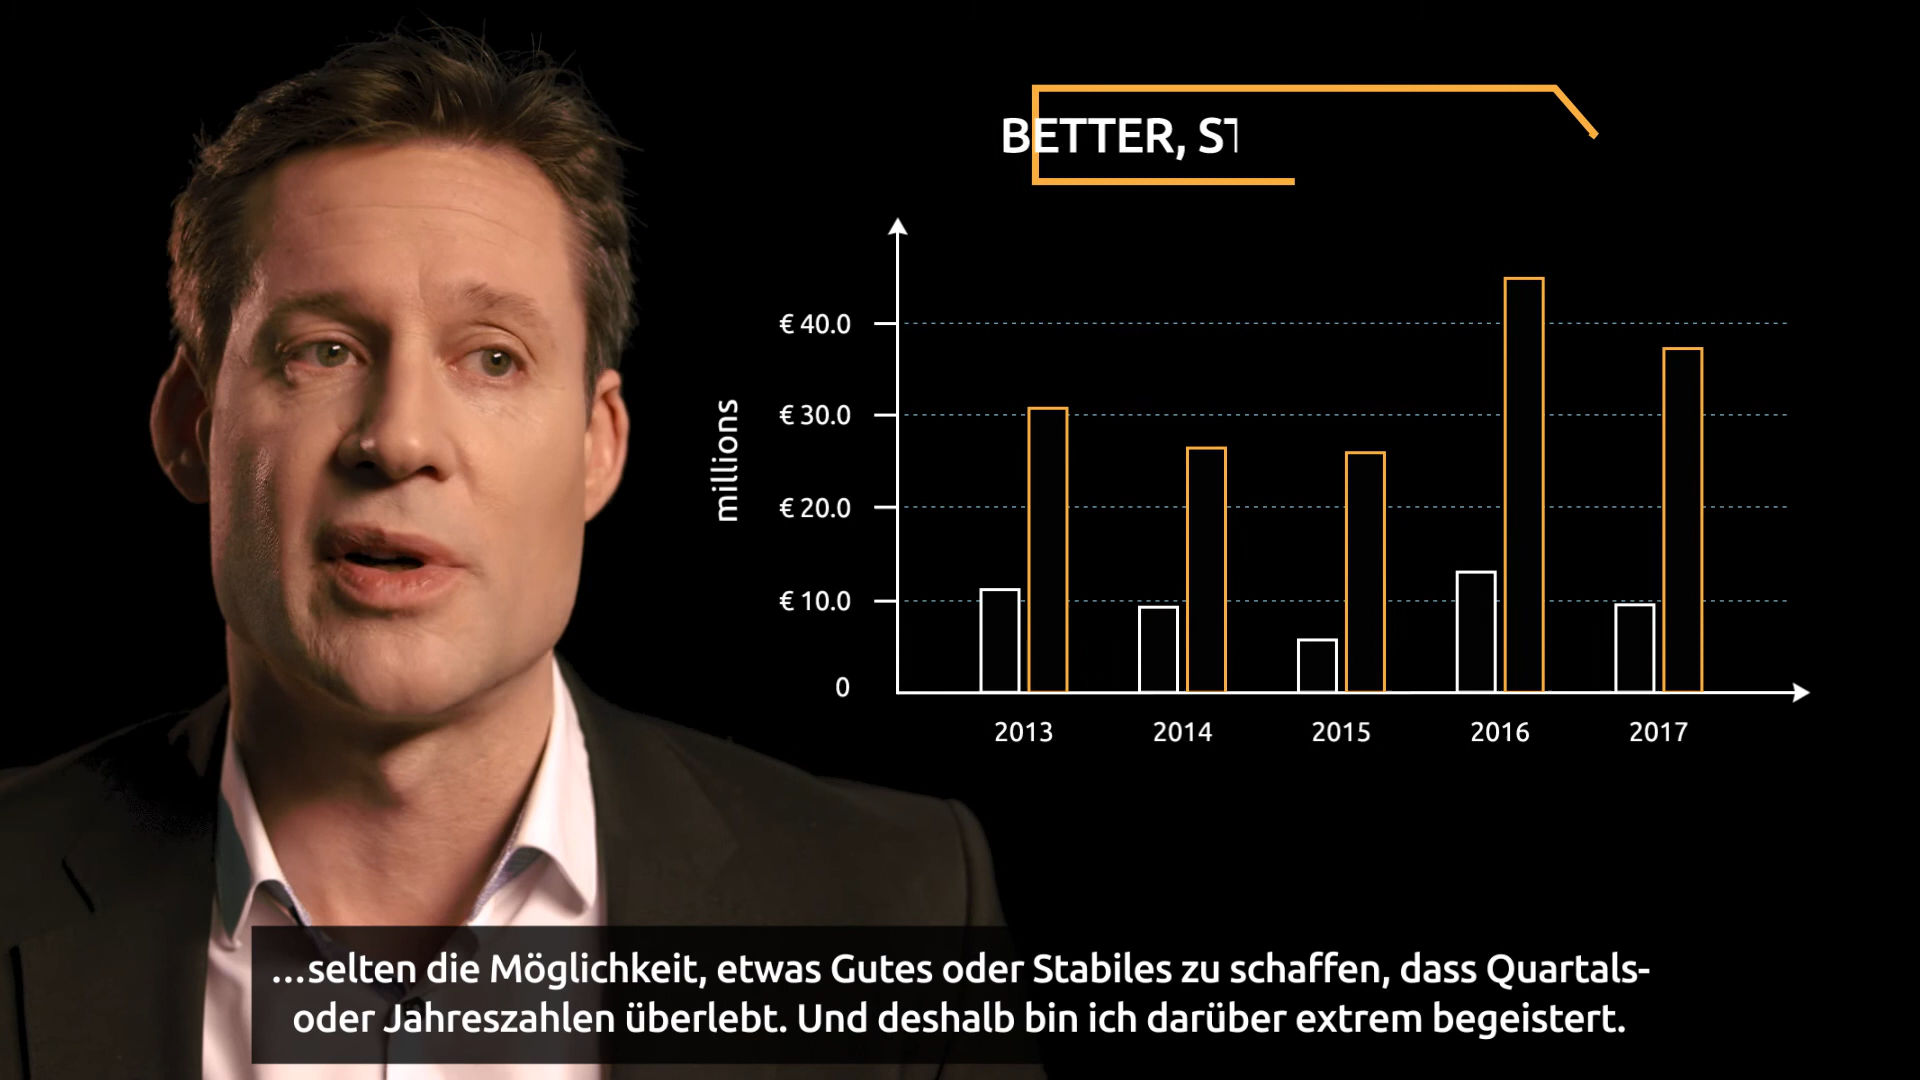 BETTER, ST
€ 40.0
€ 30.0
€ 20.0
€ 10.0
0
millions
2013
2014
2015
2016
2017
…selten die Möglichkeit, etwas Gutes oder Stabiles zu schaffen, dass Quartals-
oder Jahreszahlen überlebt. Und deshalb bin ich darüber extrem begeistert.